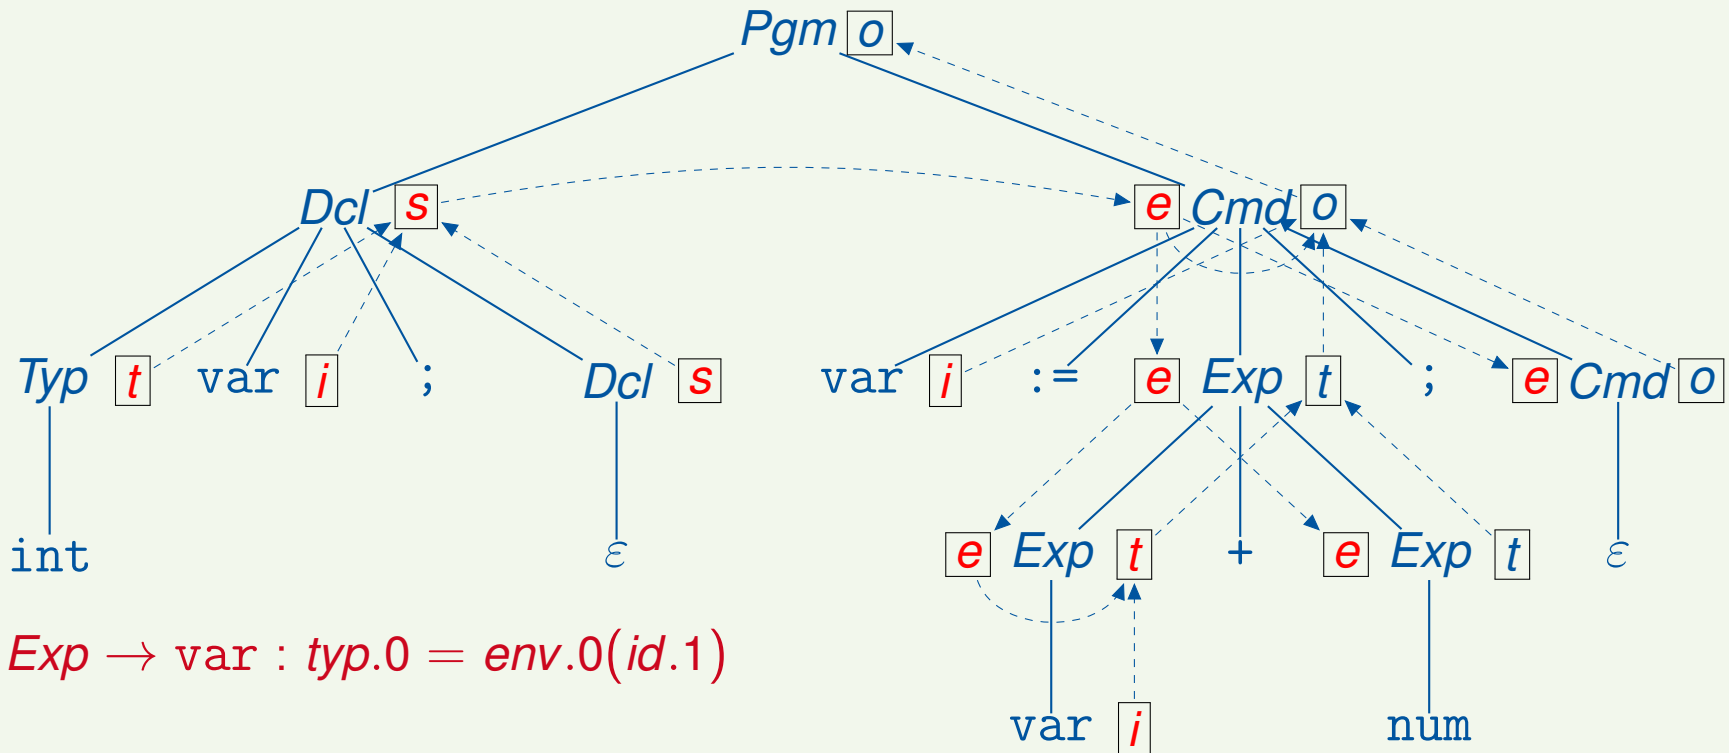 Pgm o
Dcl s e Cmd o
Typ t var i ; Dcl s var i := e Exp t ; e Cmd o
int ε e Exp t + e Exp t ε
Exp → var : typ.0 = env.0(id.1)
var i num